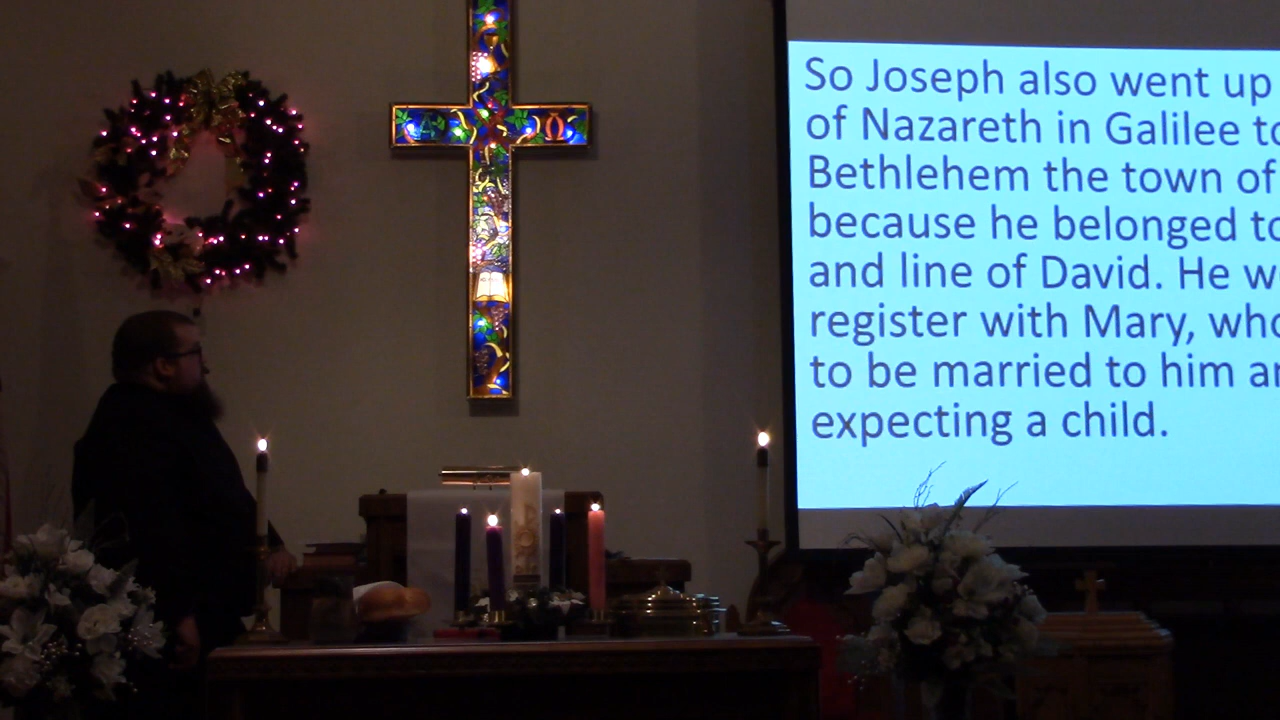 So Joseph also went up
of Nazareth in Galilee to
Bethlehem the town of
because he belonged to
and line of David. He
register with Mary, who
to be married to him
expecting a child.